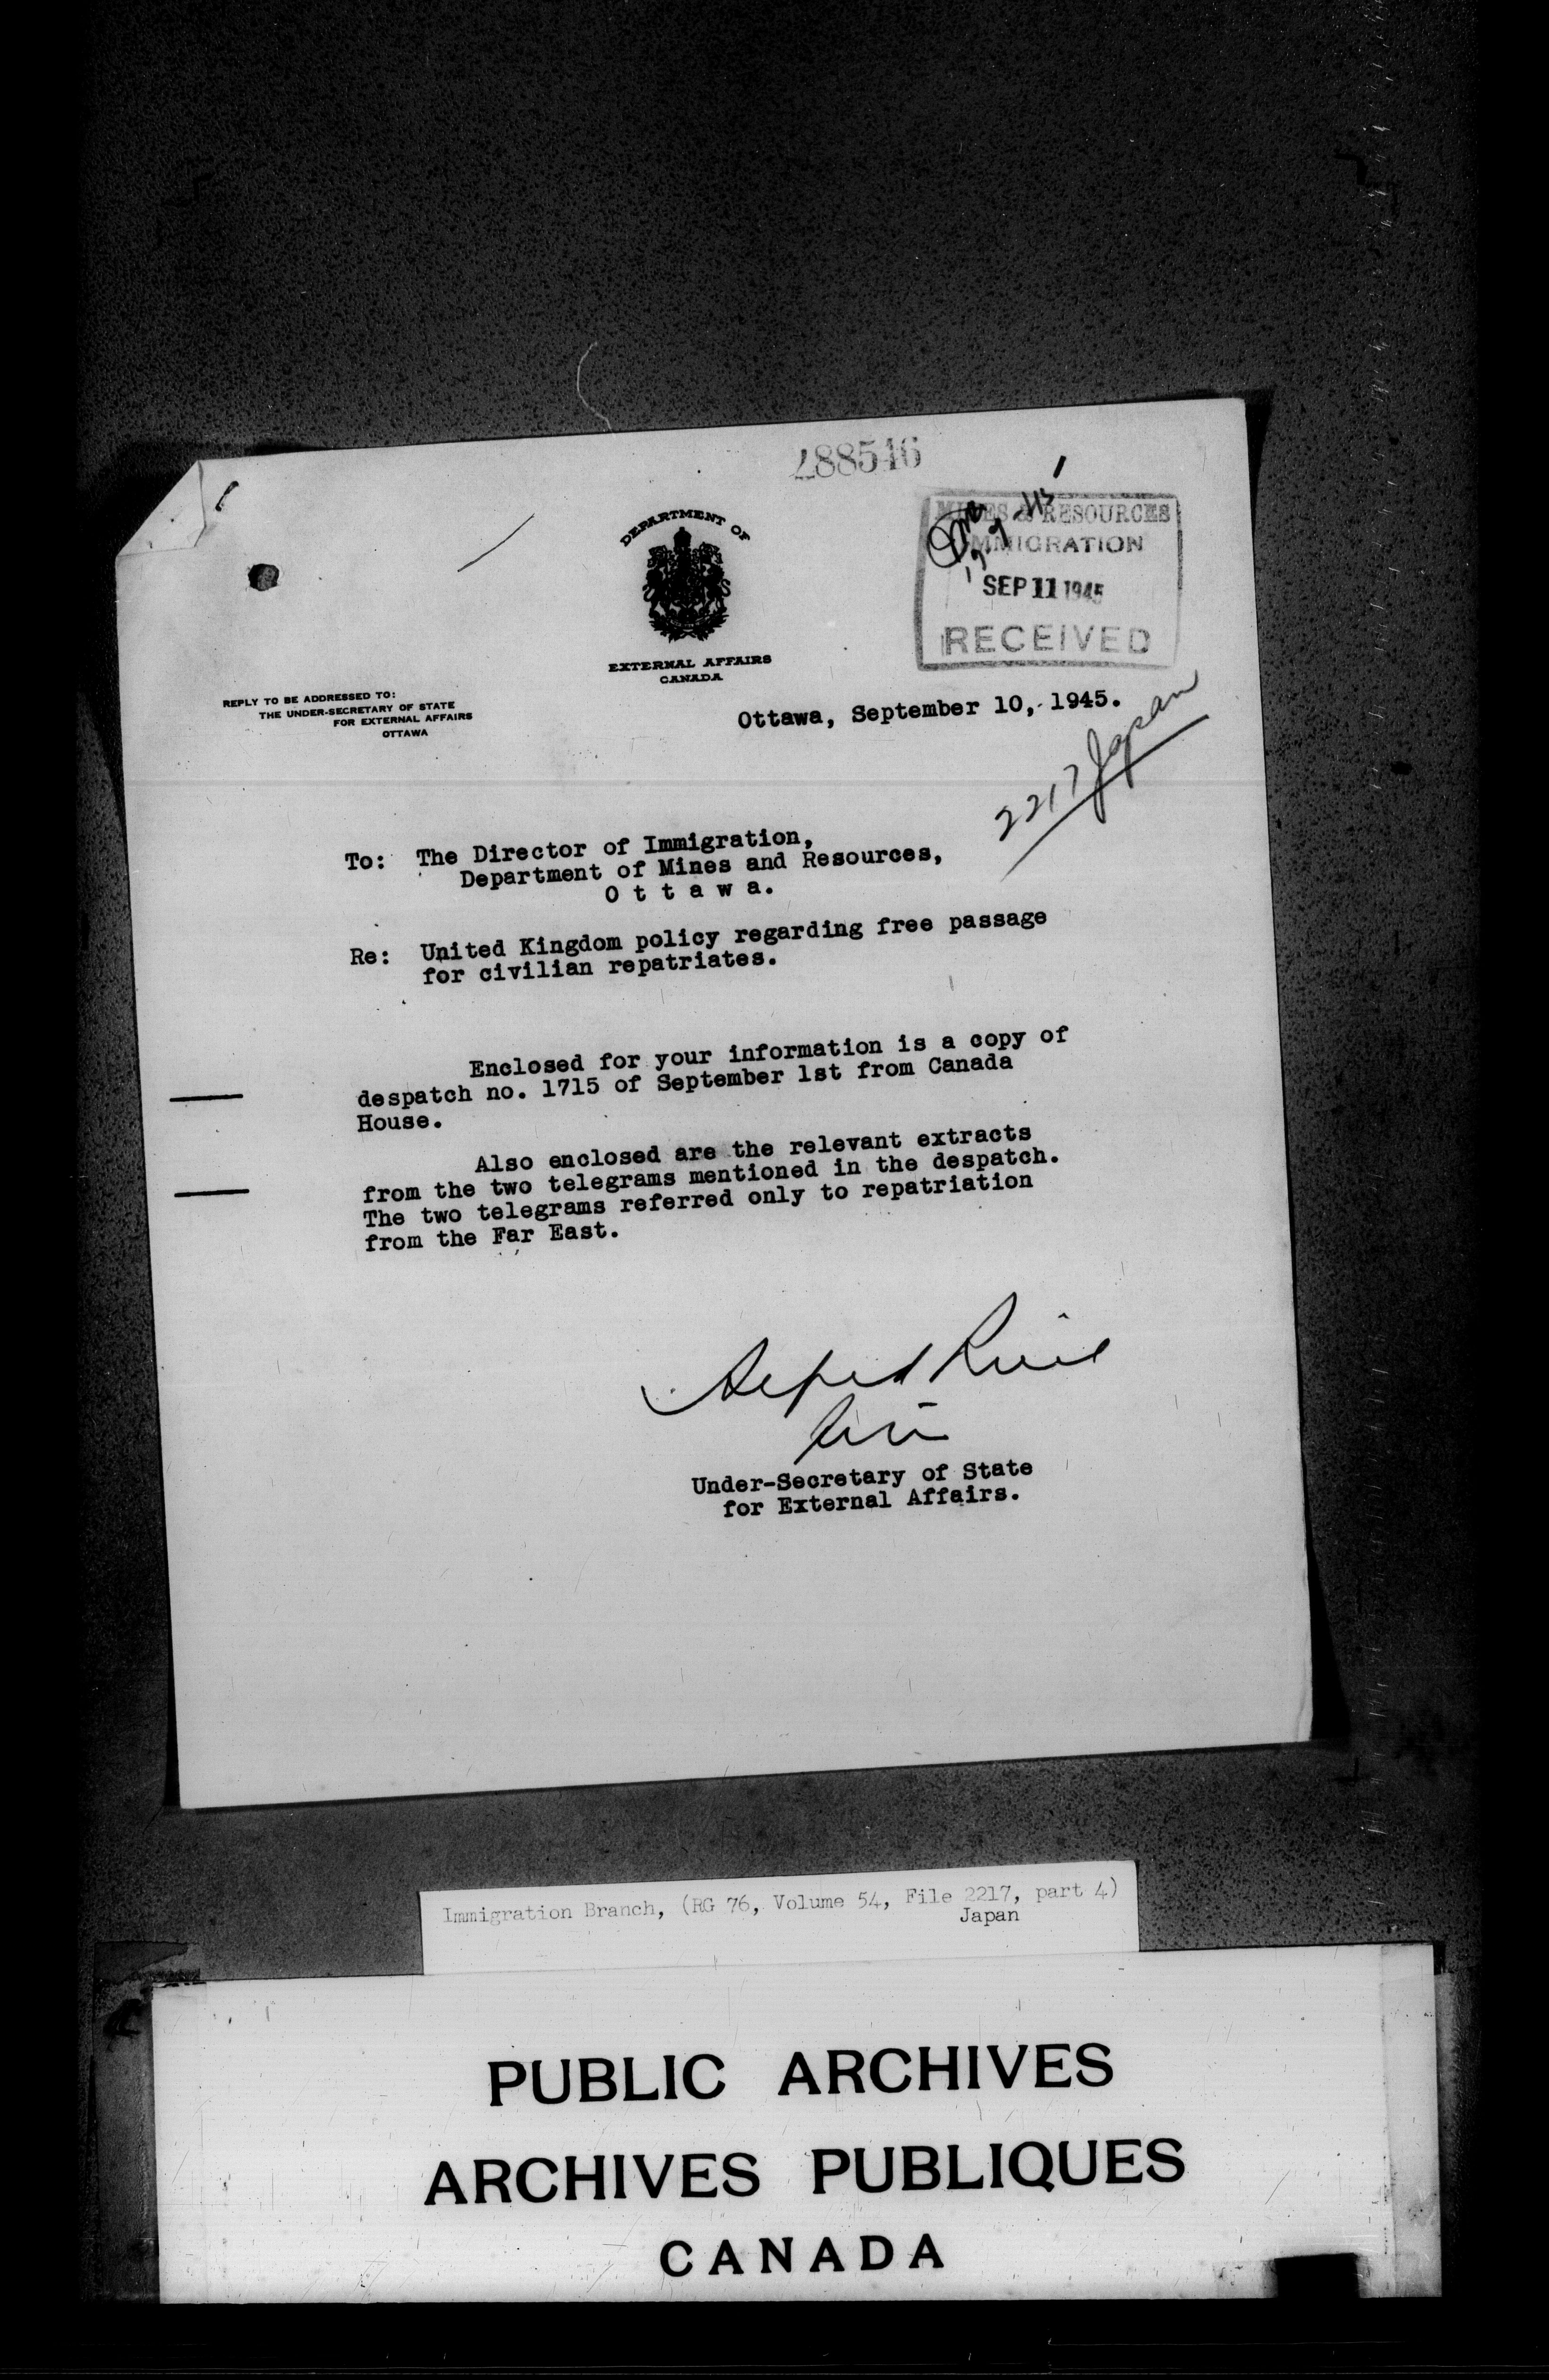 288546
DEPARTMENT OF
EXTERNAL AFFAIRS
CANADA
MINES & RESOURCES
IMMIGRATION
SEP 11 1945
RECEIVED
REPLY TO BE ADDRESSED TO:
THE UNDER-SECRETARY OF STATE
FOR EXTERNAL AFFAIRS
OTTAWA
Ottawa, September 10, 1945.
2217 Japan
To: The Director of Immigration,
Department of Mines and Resources,
O t t a w a.
Re: United Kingdom policy regarding free passage
for civilian repatriates.
Enclosed for your information is a copy of
despatch no. 1715 of September 1st from Canada
House.
Also enclosed are the relevant extracts
from the two telegrams mentioned in the despatch.
The two telegrams referred only to repatriation
from the Far East.
Under-Secretary of State
for External Affairs.
Immigration Branch, (RG 76, Volume 54, File 2217, part 4)
Japan
PUBLIC ARCHIVES
ARCHIVES PUBLIQUES
CANADA